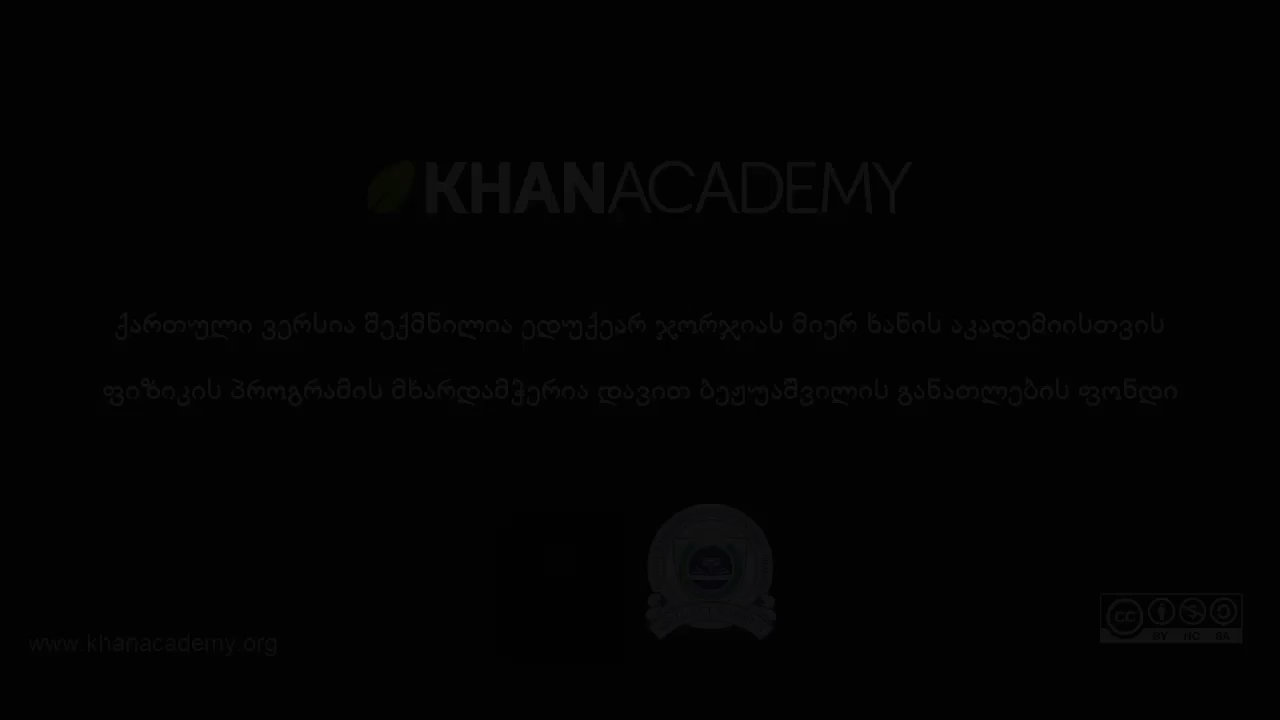 KHANACADEMY
ქართული ვერსია შექმნილია ედუქეარ ჯორჯიას მიერ ხანის აკადემიისთვის
ფიზიკის პროგრამის მხარდამჭერია დავით ბეჟუაშვილის განათლების ფონდი
www.khanacademy.org
cc
BY NC SA